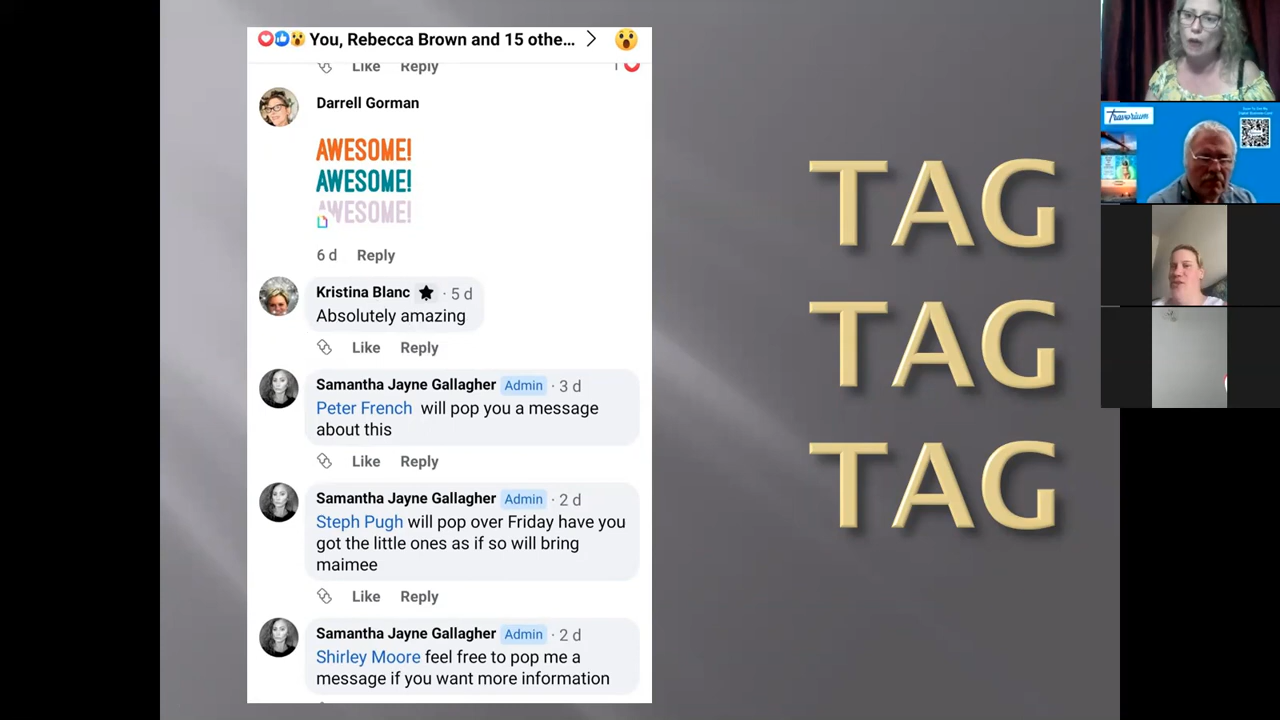 You, Rebecca Brown and 15 othe...
Like Reply 1
Darrell Gorman
AWESOME!
AWESOME!
AWESOME!
6 d Reply
Kristina Blanc · 5 d
Absolutely amazing
Like Reply
Samantha Jayne Gallagher Admin · 3 d
Peter French will pop you a message
about this
Like Reply
Samantha Jayne Gallagher Admin · 2 d
Steph Pugh will pop over Friday have you
got the little ones as if so will bring
maimee
Like Reply
Samantha Jayne Gallagher Admin · 2 d
Shirley Moore feel free to pop me a
message if you want more information
TAG
TAG
TAG
Travorium